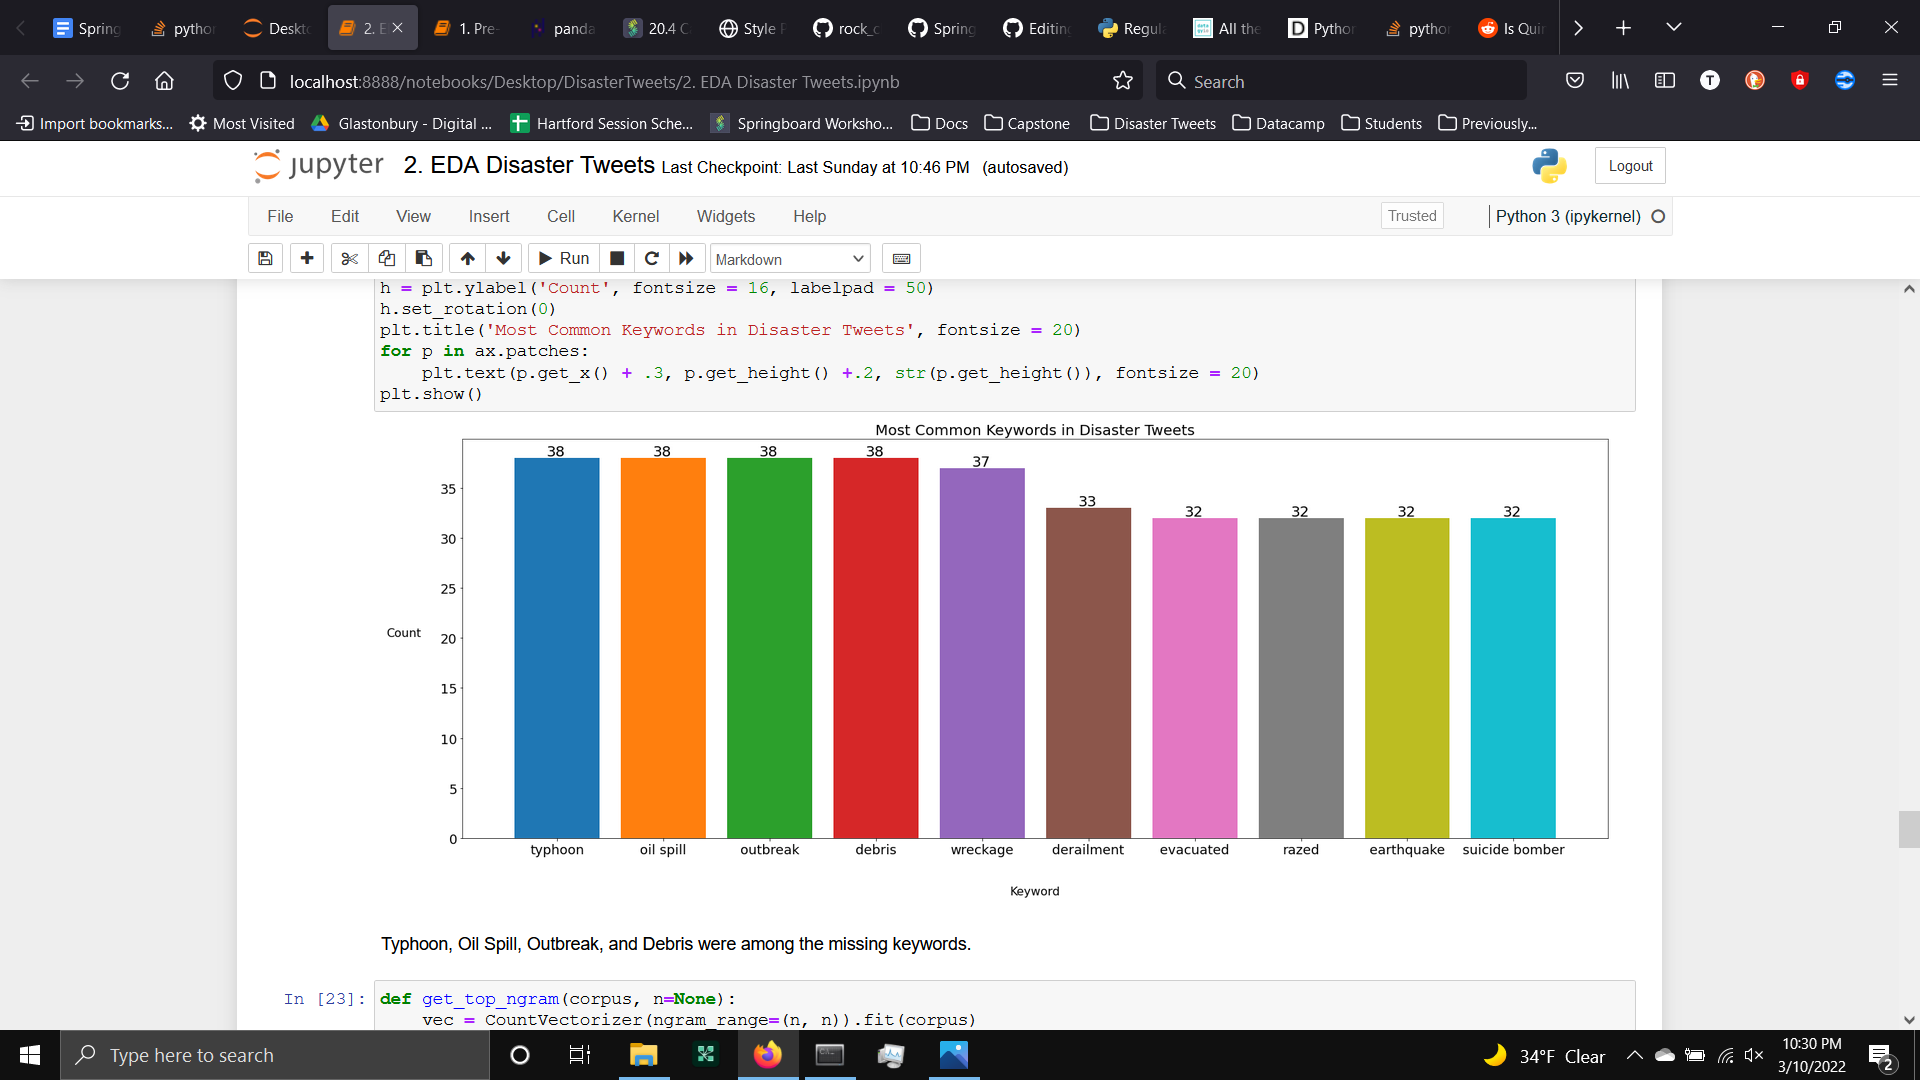 Spring
python
Deskto
2. E
1. Pre-
panda
20.4 C
Style
rock_c
Spring
Editing
Regula
All the
Python
python
Is Quir
localhost:8888/notebooks/Desktop/DisasterTweets/2. EDA Disaster Tweets.ipynb
Search
Import bookmarks...
Most Visited
Glastonbury - Digital ...
Hartford Session Sche...
Springboard Worksho...
Docs
Capstone
Disaster Tweets
Datacamp
Students
Previously...
jupyter 2. EDA Disaster Tweets Last Checkpoint: Last Sunday at 10:46 PM (autosaved)
Logout
File Edit View Insert Cell Kernel Widgets Help
Trusted
Python 3 (ipykernel)
Run
Markdown
h = plt.ylabel('Count', fontsize = 16, labelpad = 50)
h.set_rotation(0)
plt.title('Most Common Keywords in Disaster Tweets', fontsize = 20)
for p in ax.patches:
    plt.text(p.get_x() + .3, p.get_height() +.2, str(p.get_height()), fontsize = 20)
plt.show()
Most Common Keywords in Disaster Tweets
38 38 38 38 37 33 32 32 32 32
35
30
25
Count
20
15
10
5
0
typhoon oil spill outbreak debris wreckage derailment evacuated razed earthquake suicide bomber
Keyword
Typhoon, Oil Spill, Outbreak, and Debris were among the missing keywords.
In [23]:
def get_top_ngram(corpus, n=None):
    vec = CountVectorizer(ngram_range=(n, n)).fit(corpus)
Type here to search
34°F Clear
10:30 PM
3/10/2022
2